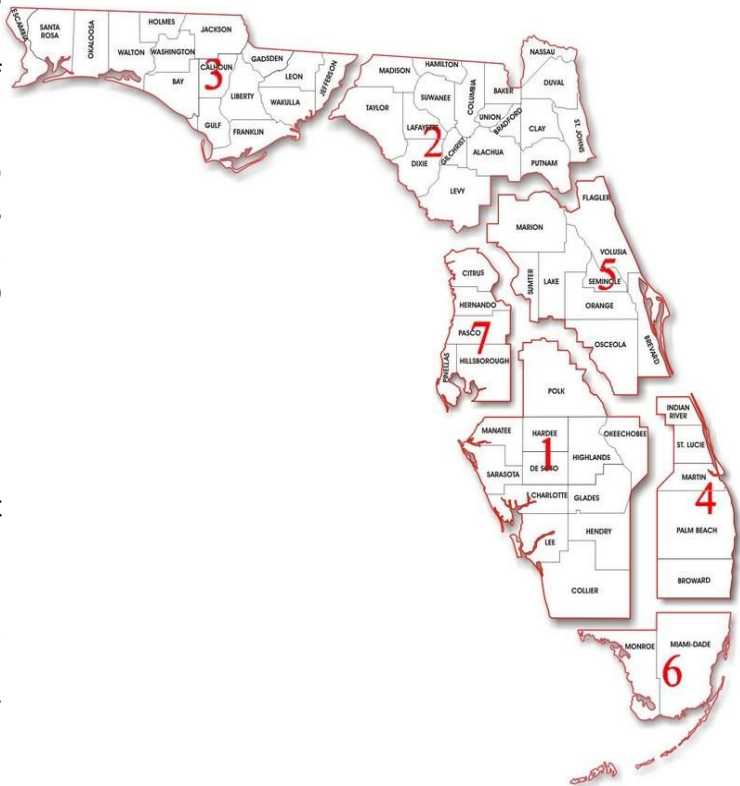 ESCAMBIA
SANTA
ROSA
OKALOOSA
WALTON
HOLMES
WASHINGTON
BAY
JACKSON
CALHOUN
3
GULF
LIBERTY
GADSDEN
FRANKLIN
LEON
WAKULLA
JEFFERSON
MADISON
TAYLOR
HAMILTON
SUWANEE
LAFAYETTE
2
DIXIE
GILCHRIST
LEVY
COLUMBIA
BAKER
UNION
BRADFORD
ALACHUA
NASSAU
DUVAL
CLAY
ST. JOHNS
PUTNAM
FLAGLER
MARION
VOLUSIA
SUMTER
LAKE
SEMINOLE
5
ORANGE
OSCEOLA
BREVARD
CITRUS
HERNANDO
PASCO
7
PINELLAS
HILLSBOROUGH
POLK
MANATEE
HARDEE
OKEECHOBEE
1
HIGHLANDS
SARASOTA
DE SOTO
CHARLOTTE
GLADES
LEE
HENDRY
COLLIER
INDIAN
RIVER
ST. LUCIE
MARTIN
4
PALM BEACH
BROWARD
MONROE
MIAMI-DADE
6